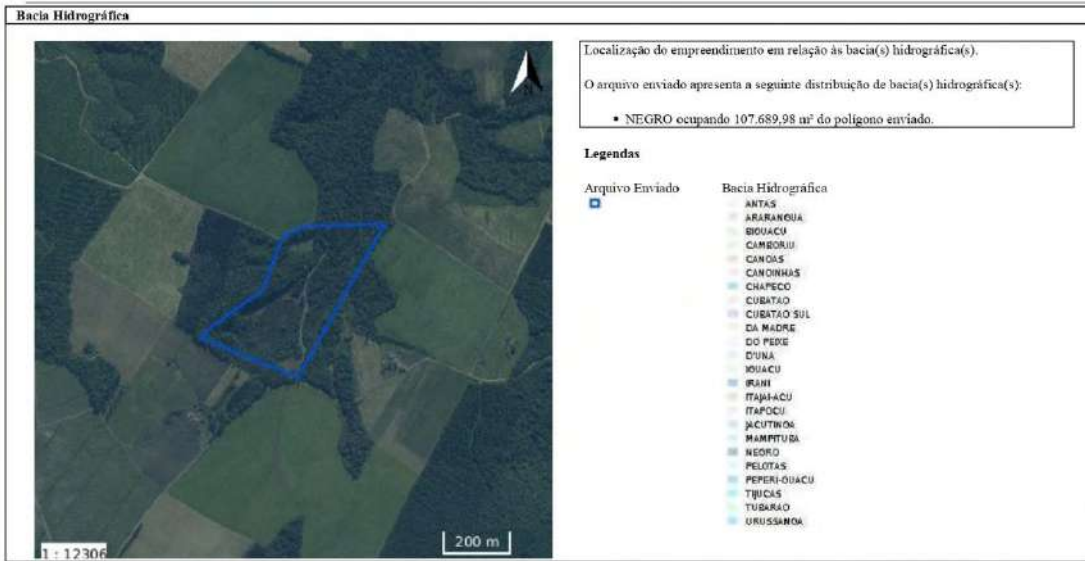 Bacia Hidrográfica
Localização do empreendimento em relação às bacia(s) hidrográfica(s).
O arquivo enviado apresenta a seguinte distribuição de bacia(s) hidrográfica(s):
• NEGRO ocupando 107.689,98 m² do polígono enviado.
Legendas
Arquivo Enviado
Bacia Hidrográfica
ANTAS
ARARANGUA
BIGUACU
CAMBORIU
CANOAS
CANOINHAS
CHAPECO
CUBATAO
CUBATAO SUL
DA MADRE
DO PEIXE
D'UNA
IGUACU
IRANI
ITAJAI-ACU
ITAPOCU
JACUTINGA
MAMPITUBA
NEGRO
PELOTAS
PEPERI-GUACU
TIJUCAS
TUBARAO
URUSSANGA
200 m
1 : 12306